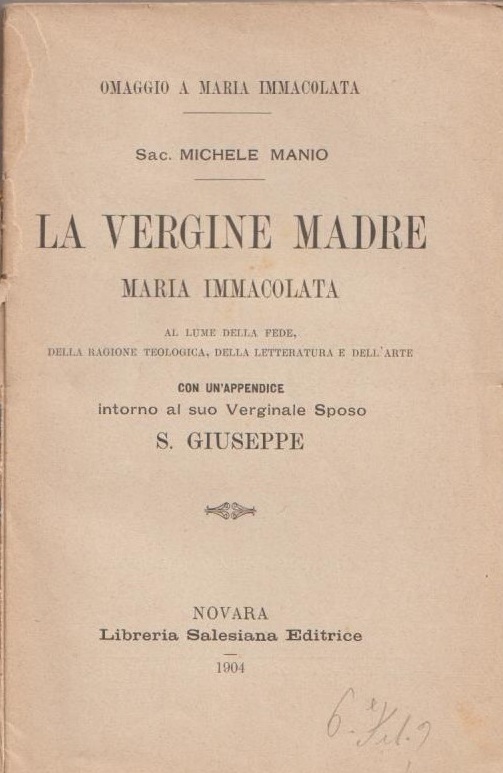 OMAGGIO A MARIA IMMACOLATA
Sac. MICHELE MANIO
LA VERGINE MADRE
MARIA IMMACOLATA
AL LUME DELLA FEDE,
DELLA RAGIONE TEOLOGICA, DELLA LETTERATURA E DELL'ARTE
CON UN'APPENDICE
intorno al suo Verginale Sposo
S. GIUSEPPE
NOVARA
Libreria Salesiana Editrice
1904